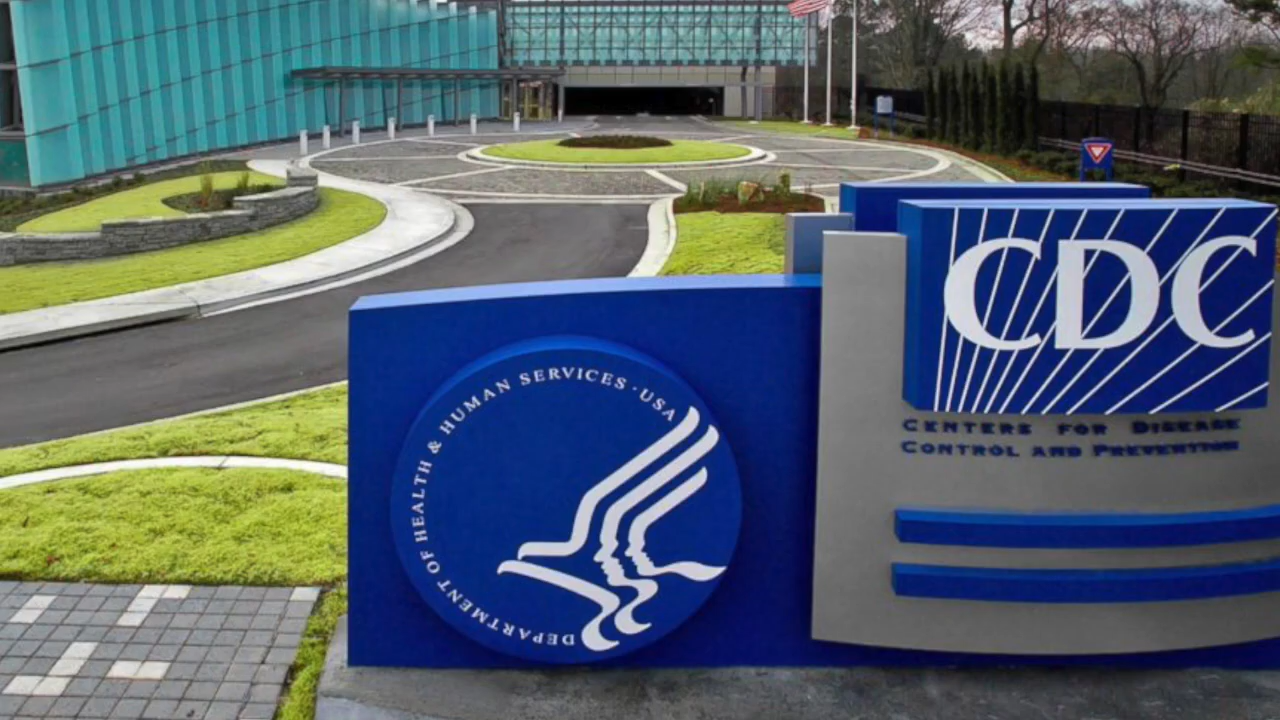 DEPARTMENT OF HEALTH & HUMAN SERVICES · USA
CDC
CENTERS FOR DISEASE
CONTROL AND PREVENTION